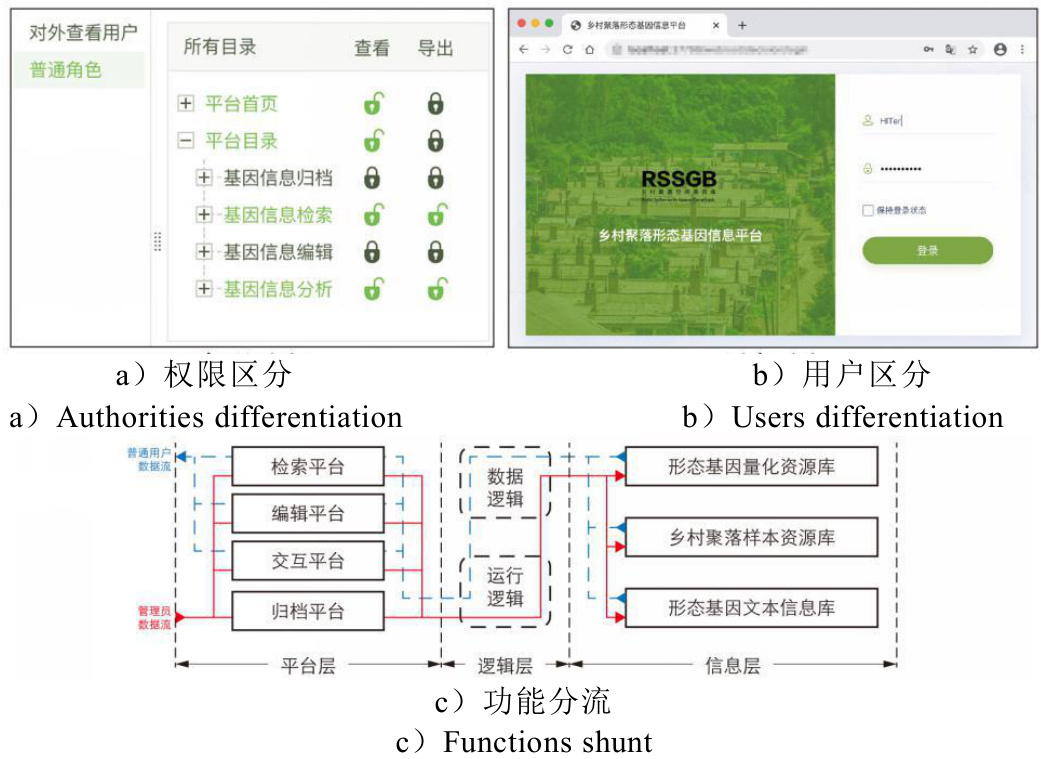 对外查看用户
普通角色
所有目录 查看 导出
平台首页
平台目录
基因信息归档
基因信息检索
基因信息编辑
基因信息分析
乡村聚落形态基因信息平台
HITer
RSSGB
乡村聚落形态基因信息平台
保持登录状态
登录
a）权限区分
a）Authorities differentiation
b）用户区分
b）Users differentiation
普通用户
数据流
检索平台
编辑平台
交互平台
归档平台
管理员
数据流
数据
逻辑
运行
逻辑
形态基因量化资源库
乡村聚落样本资源库
形态基因文本信息库
平台层
逻辑层
信息层
c）功能分流
c）Functions shunt